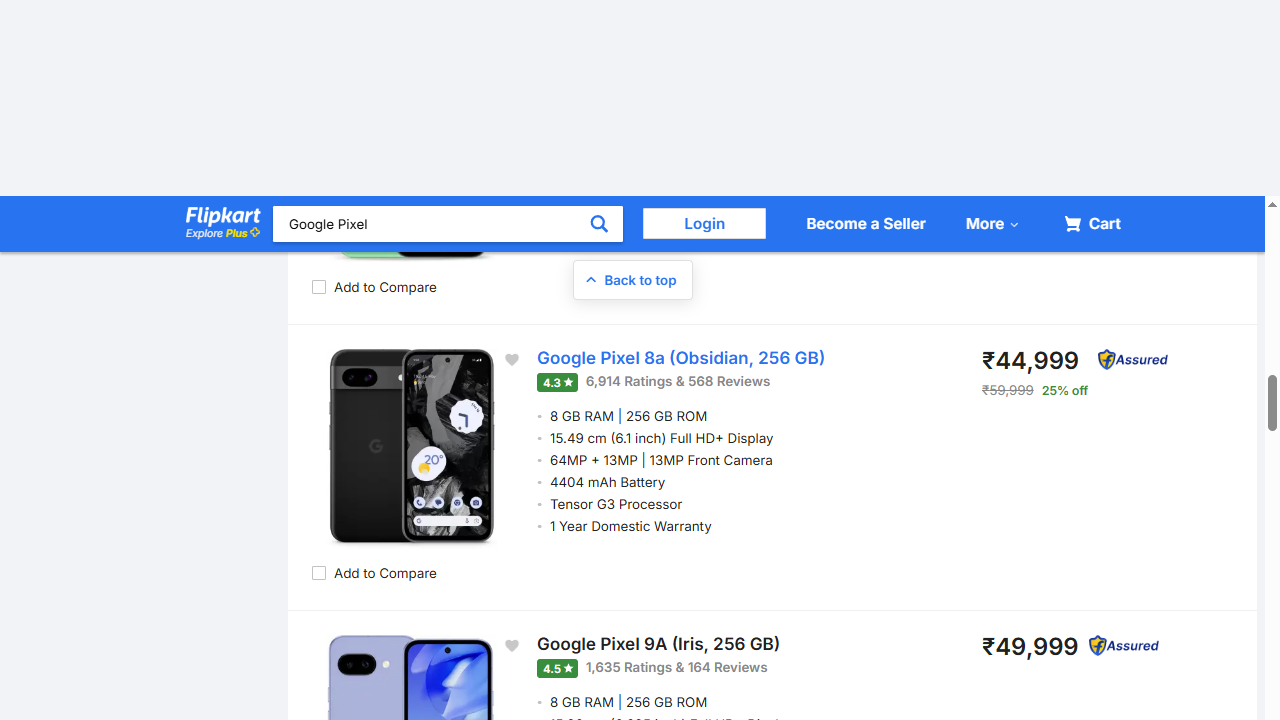 Flipkart
Explore Plus
Google Pixel
Login
Become a Seller
More
Cart
Add to Compare
Back to top
Google Pixel 8a (Obsidian, 256 GB)
4.3
6,914 Ratings & 568 Reviews
8 GB RAM | 256 GB ROM
15.49 cm (6.1 inch) Full HD+ Display
64MP + 13MP | 13MP Front Camera
4404 mAh Battery
Tensor G3 Processor
1 Year Domestic Warranty
₹44,999
Assured
₹59,999 25% off
20°
Add to Compare
Google Pixel 9A (Iris, 256 GB)
4.5
1,635 Ratings & 164 Reviews
8 GB RAM | 256 GB ROM
₹49,999
Assured